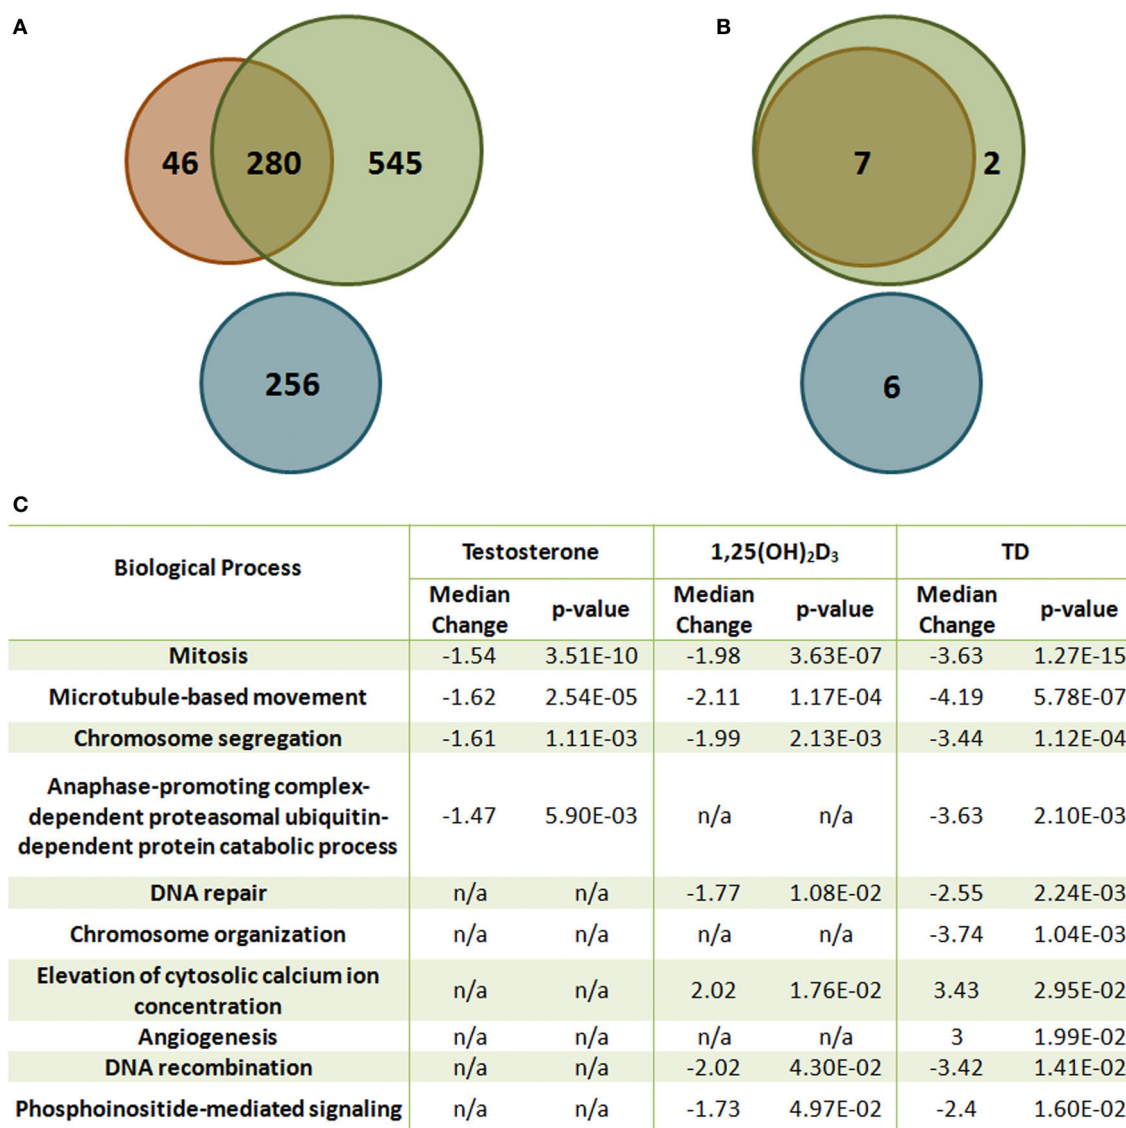 A
B
46 280 545
7 2
256
6
C
Biological Process Testosterone 1,25(OH)₂D₃ TD
Median Change p-value Median Change p-value Median Change p-value
Mitosis -1.54 3.51E-10 -1.98 3.63E-07 -3.63 1.27E-15
Microtubule-based movement -1.62 2.54E-05 -2.11 1.17E-04 -4.19 5.78E-07
Chromosome segregation -1.61 1.11E-03 -1.99 2.13E-03 -3.44 1.12E-04
Anaphase-promoting complex-
dependent proteasomal ubiquitin- -1.47 5.90E-03 n/a n/a -3.63 2.10E-03
dependent protein catabolic process
DNA repair n/a n/a -1.77 1.08E-02 -2.55 2.24E-03
Chromosome organization n/a n/a n/a n/a -3.74 1.04E-03
Elevation of cytosolic calcium ion
concentration n/a n/a 2.02 1.76E-02 3.43 2.95E-02
Angiogenesis n/a n/a n/a n/a 3 1.99E-02
DNA recombination n/a n/a -2.02 4.30E-02 -3.42 1.41E-02
Phosphoinositide-mediated signaling n/a n/a -1.73 4.97E-02 -2.4 1.60E-02